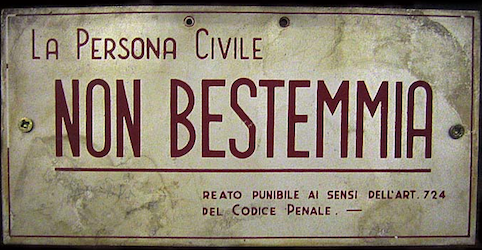 La Persona Civile
NON BESTEMMIA
REATO PUNIBILE AI SENSI DELL'ART. 724
DEL CODICE PENALE. —